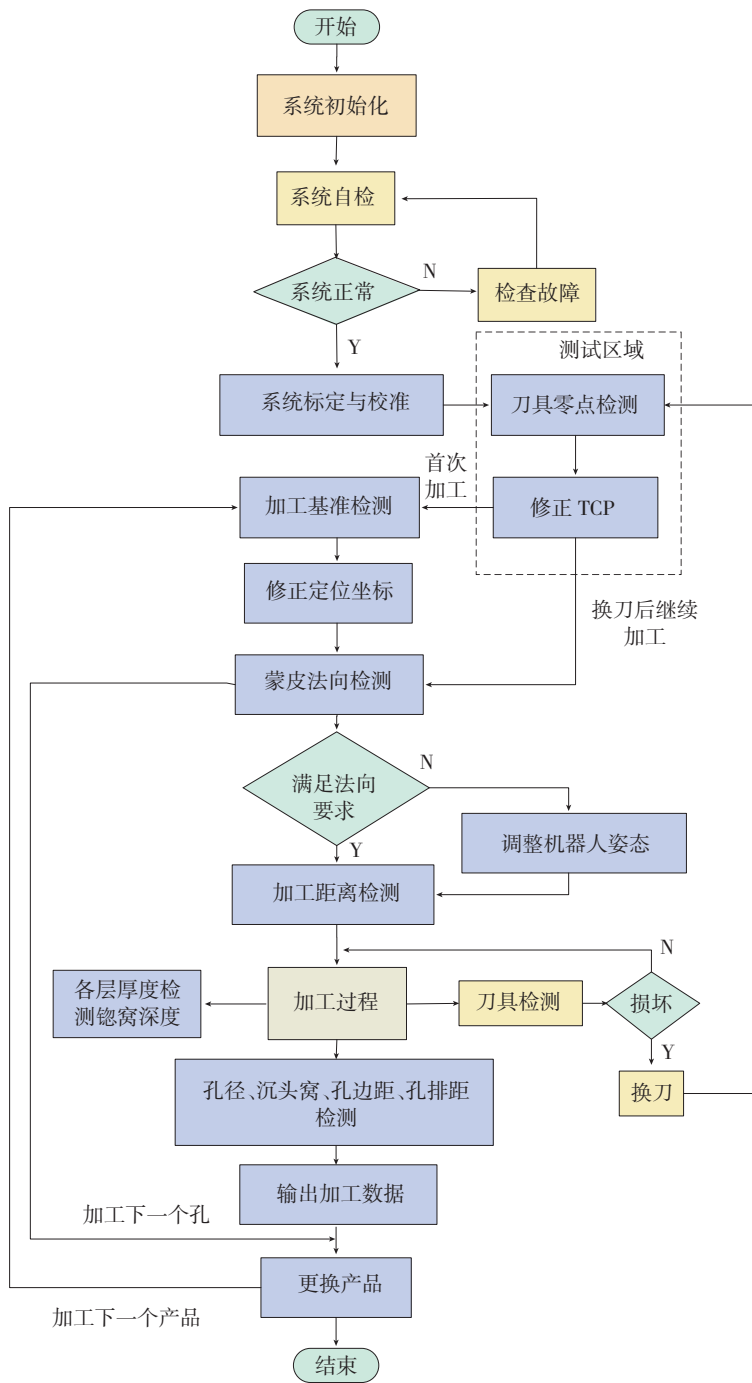 开始
系统初始化
系统自检
系统正常
N
检查故障
Y
测试区域
系统标定与校准
刀具零点检测
首次
加工
加工基准检测
修正 TCP
修正定位坐标
换刀后继续
加工
蒙皮法向检测
满足法向
要求
N
调整机器人姿态
Y
加工距离检测
N
各层厚度检
测锪窝深度
加工过程
刀具检测
损坏
Y
换刀
孔径、沉头窝、孔边距、孔排距
检测
输出加工数据
加工下一个孔
更换产品
加工下一个产品
结束